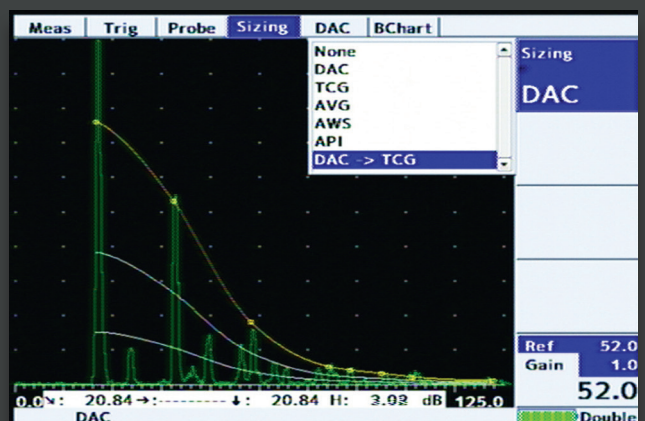 Meas Trig Probe Sizing DAC BChart
None
DAC
TCG
AVG
AWS
API
DAC -> TCG
Sizing
DAC
Ref 52.0
Gain 1.0
52.0
0.0 : 20.84 →: -------- ↓: 20.84 H: 3.92 dB 125.0
DAC
Double